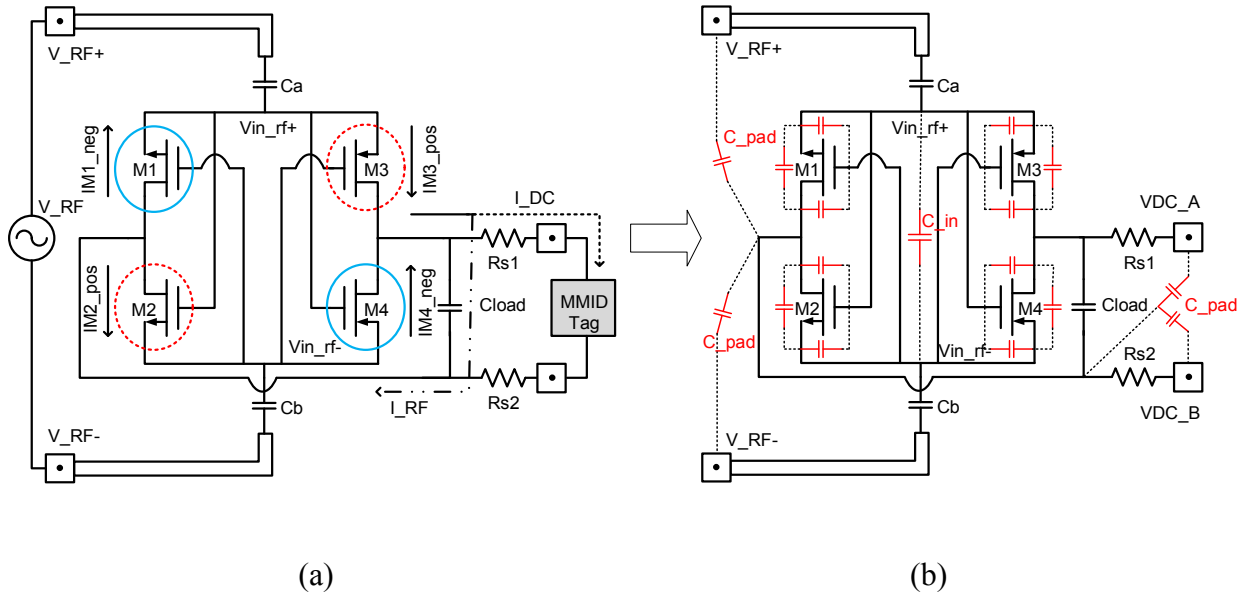 V_RF+
Ca
Vin_rf+
IM1_neg
M1
M3
IM3_pos
V_RF
I_DC
Rs1
IM2_pos
M2
M4
IM4_neg
Cload
MMID
Tag
Vin_rf-
Rs2
I_RF
Cb
V_RF-
(a)
V_RF+
Ca
C_pad
Vin_rf+
M1
M3
C_in
VDC_A
Rs1
M2
M4
Cload
C_pad
C_pad
Vin_rf-
Rs2
Cb
VDC_B
V_RF-
(b)